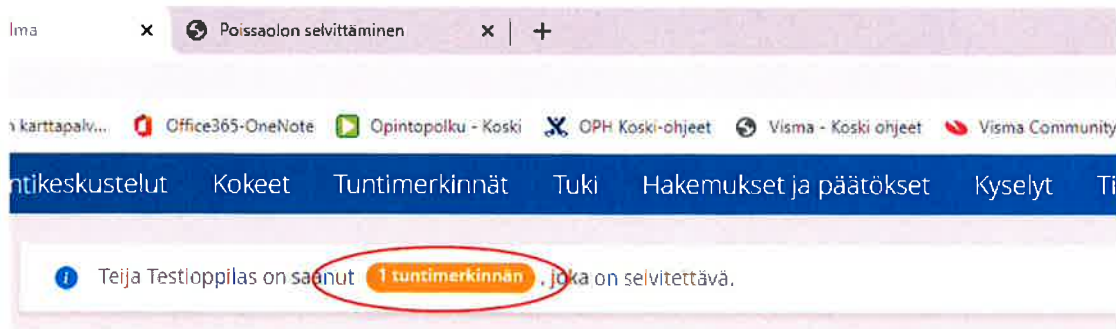 lma × Poissaolon selvittäminen × | +
n karttapalv... Office365-OneNote Opintopolku - Koski OPH Koski-ohjeet Visma - Koski ohjeet Visma Community
ntikeskustelut Kokeet Tuntimerkinnät Tuki Hakemukset ja päätökset Kyselyt Ti
Teija Testioppilas on saanut 1 tuntimerkinnän , joka on selvitettävä.